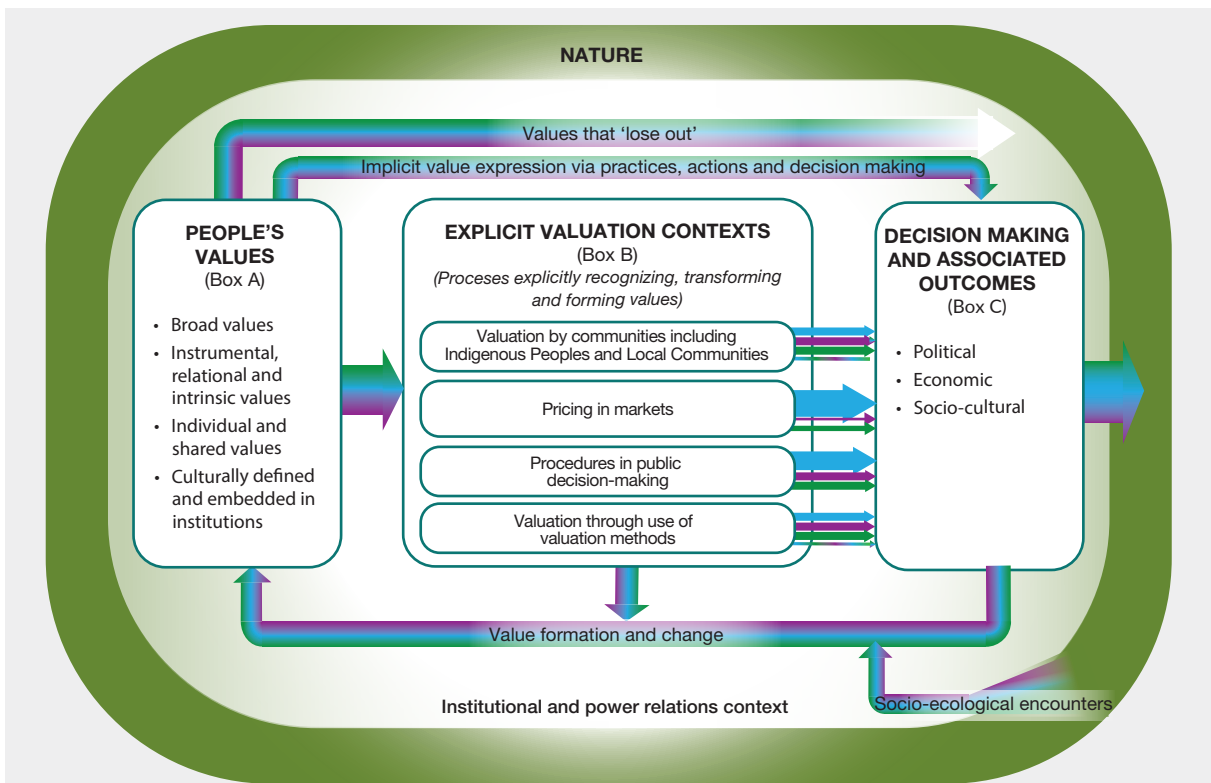 NATURE
Values that ‘lose out’
Implicit value expression via practices, actions and decision making
PEOPLE’S
VALUES
(Box A)
• Broad values
• Instrumental,
relational and
intrinsic values
• Individual and
shared values
• Culturally defined
and embedded in
institutions
EXPLICIT VALUATION CONTEXTS
(Box B)
(Proceses explicitly recognizing, transforming
and forming values)
Valuation by communities including
Indigenous Peoples and Local Communities
Pricing in markets
Procedures in public
decision-making
Valuation through use of
valuation methods
DECISION MAKING
AND ASSOCIATED
OUTCOMES
(Box C)
• Political
• Economic
• Socio-cultural
Value formation and change
Socio-ecological encounters
Institutional and power relations context